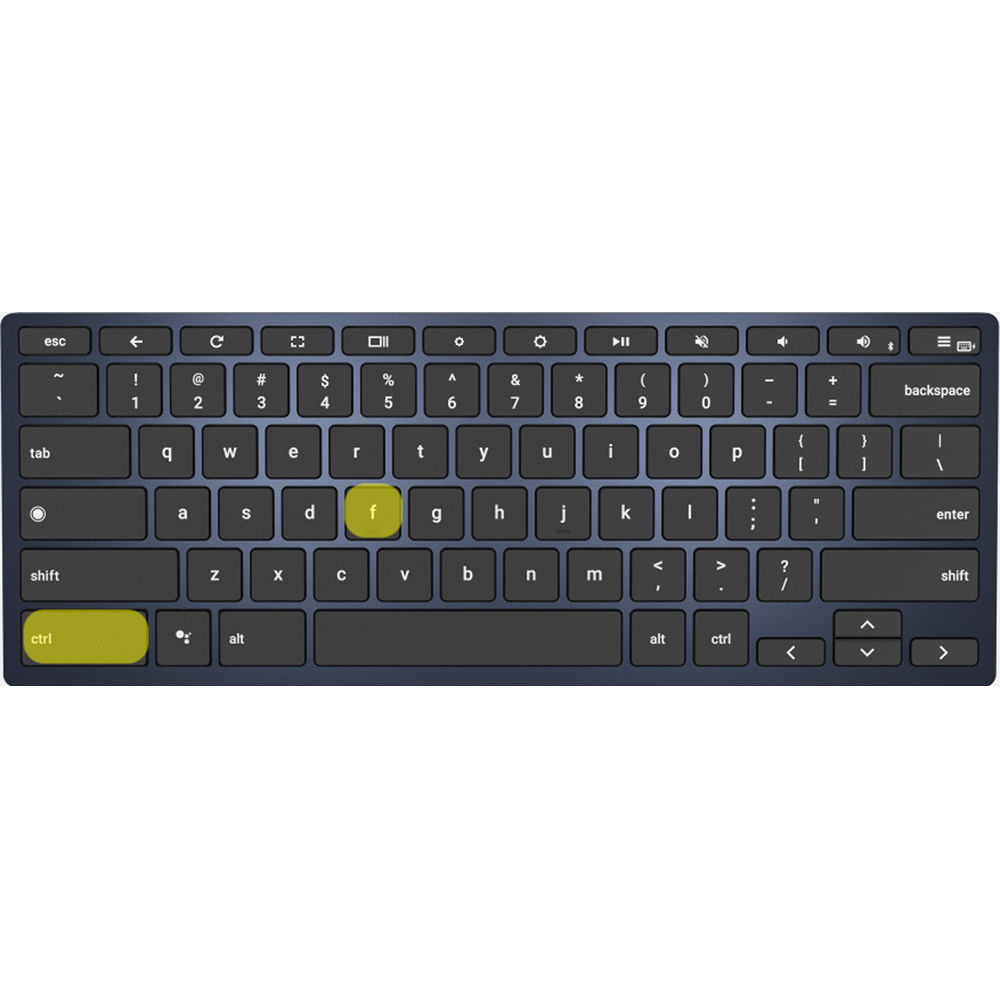 esc
~ ! @ # $ % ^ & * ( ) – +
` 1 2 3 4 5 6 7 8 9 0 - = backspace
tab q w e r t y u i o p { [ } ] | \
a s d f g h j k l : ; " ' enter
shift z x c v b n m < , > . ? / shift
ctrl alt alt ctrl